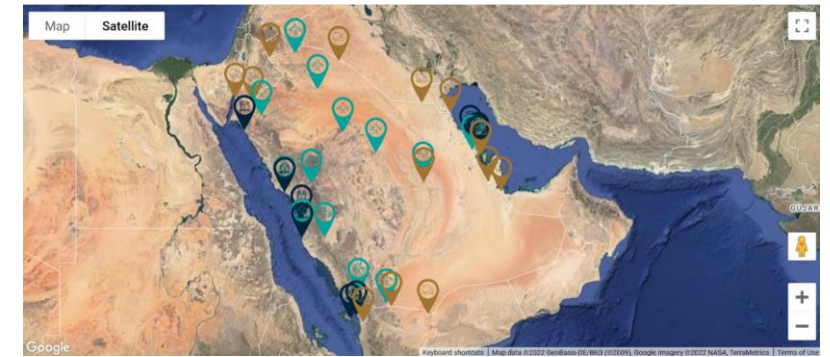 Map Satellite
GUJAR
Google
Keyboard shortcuts Map data ©2022 GeoBasis-DE/BKG (©2009), Google Imagery ©2022 NASA, TerraMetrics Terms of Use